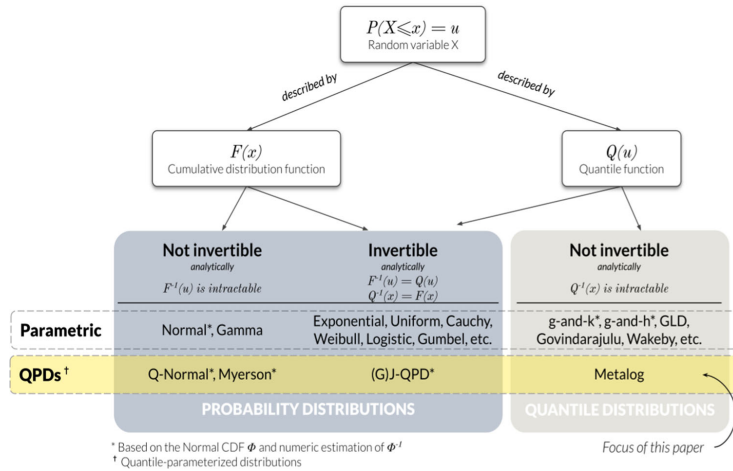 P(X⩽x) = u
Random variable X
described by
described by
F(x)
Cumulative distribution function
Q(u)
Quantile function
Not invertible
analytically
F⁻¹(u) is intractable
Invertible
analytically
F⁻¹(u) = Q(u)
Q⁻¹(x) = F(x)
Not invertible
analytically
Q⁻¹(x) is intractable
Parametric
Normal*, Gamma
Exponential, Uniform, Cauchy,
Weibull, Logistic, Gumbel, etc.
g-and-k*, g-and-h*, GLD,
Govindarajulu, Wakeby, etc.
QPDs †
Q-Normal*, Myerson*
(G)J-QPD*
Metalog
PROBABILITY DISTRIBUTIONS
QUANTILE DISTRIBUTIONS
* Based on the Normal CDF Φ and numeric estimation of Φ⁻¹
† Quantile-parameterized distributions
Focus of this paper